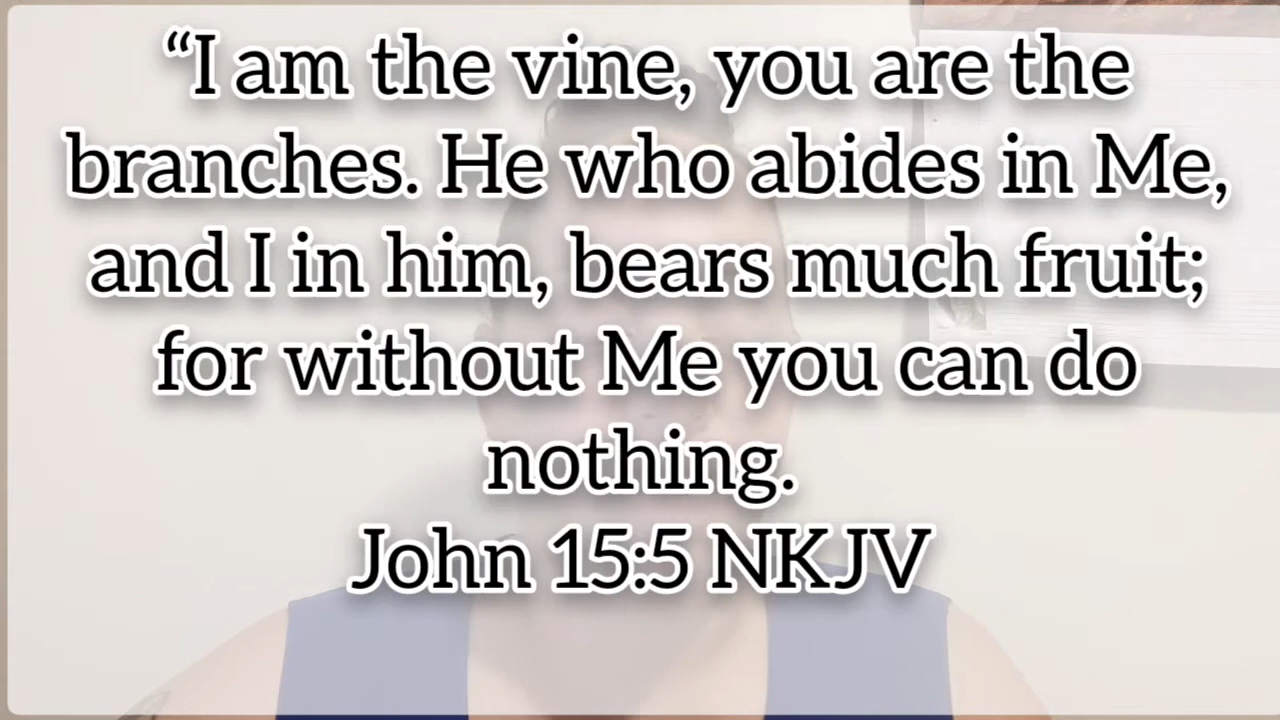 “I am the vine, you are the
branches. He who abides in Me,
and I in him, bears much fruit;
for without Me you can do
nothing.
John 15:5 NKJV